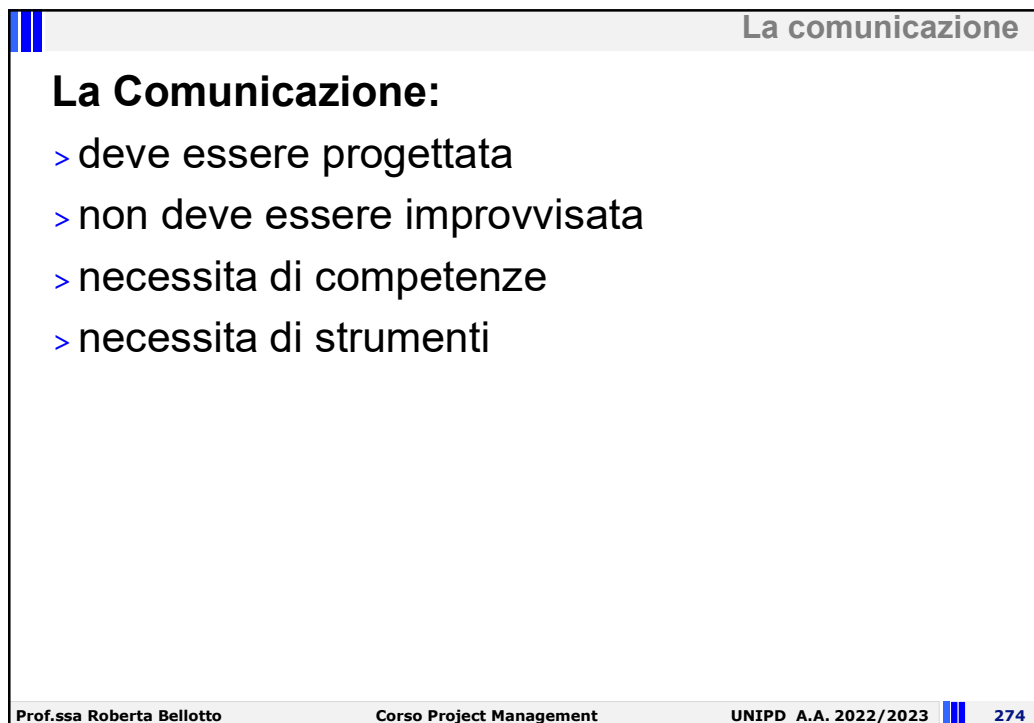 La comunicazione
La Comunicazione:
> deve essere progettata
> non deve essere improvvisata
> necessita di competenze
> necessita di strumenti
Prof.ssa Roberta Bellotto Corso Project Management UNIPD A.A. 2022/2023 274